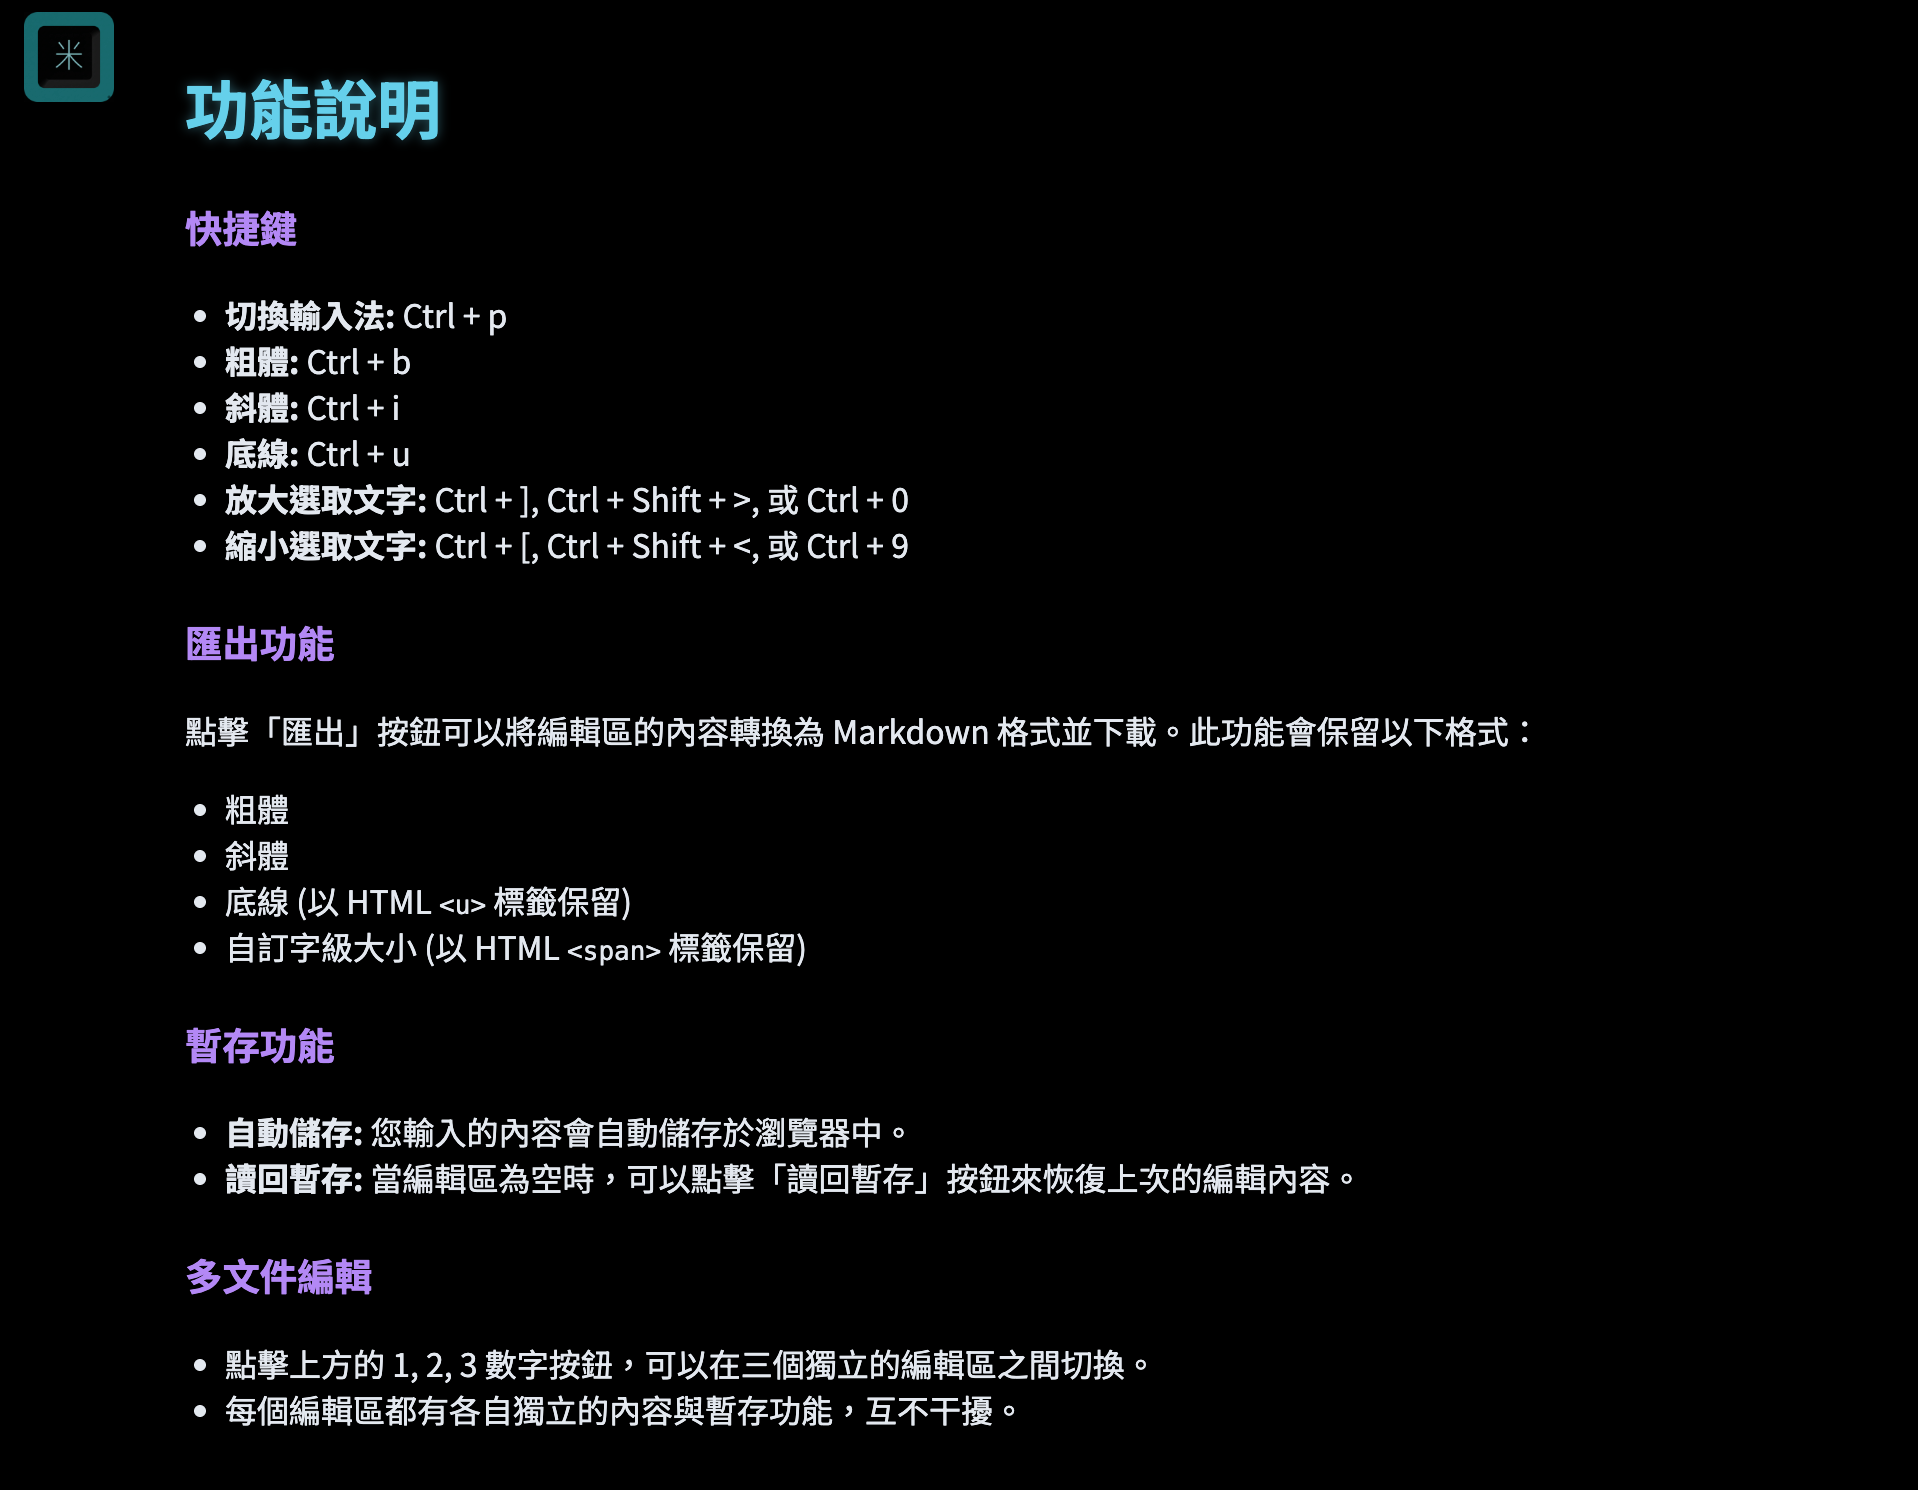 米
功能說明
快捷鍵
切換輸入法: Ctrl + p
粗體: Ctrl + b
斜體: Ctrl + i
底線: Ctrl + u
放大選取文字: Ctrl + ], Ctrl + Shift + >, 或 Ctrl + 0
縮小選取文字: Ctrl + [, Ctrl + Shift + <, 或 Ctrl + 9
匯出功能
點擊「匯出」按鈕可以將編輯區的內容轉換為 Markdown 格式並下載。此功能會保留以下格式：
粗體
斜體
底線 (以 HTML <u> 標籤保留)
自訂字級大小 (以 HTML <span> 標籤保留)
暫存功能
自動儲存: 您輸入的內容會自動儲存於瀏覽器中。
讀回暫存: 當編輯區為空時，可以點擊「讀回暫存」按鈕來恢復上次的編輯內容。
多文件編輯
點擊上方的 1, 2, 3 數字按鈕，可以在三個獨立的編輯區之間切換。
每個編輯區都有各自獨立的內容與暫存功能，互不干擾。